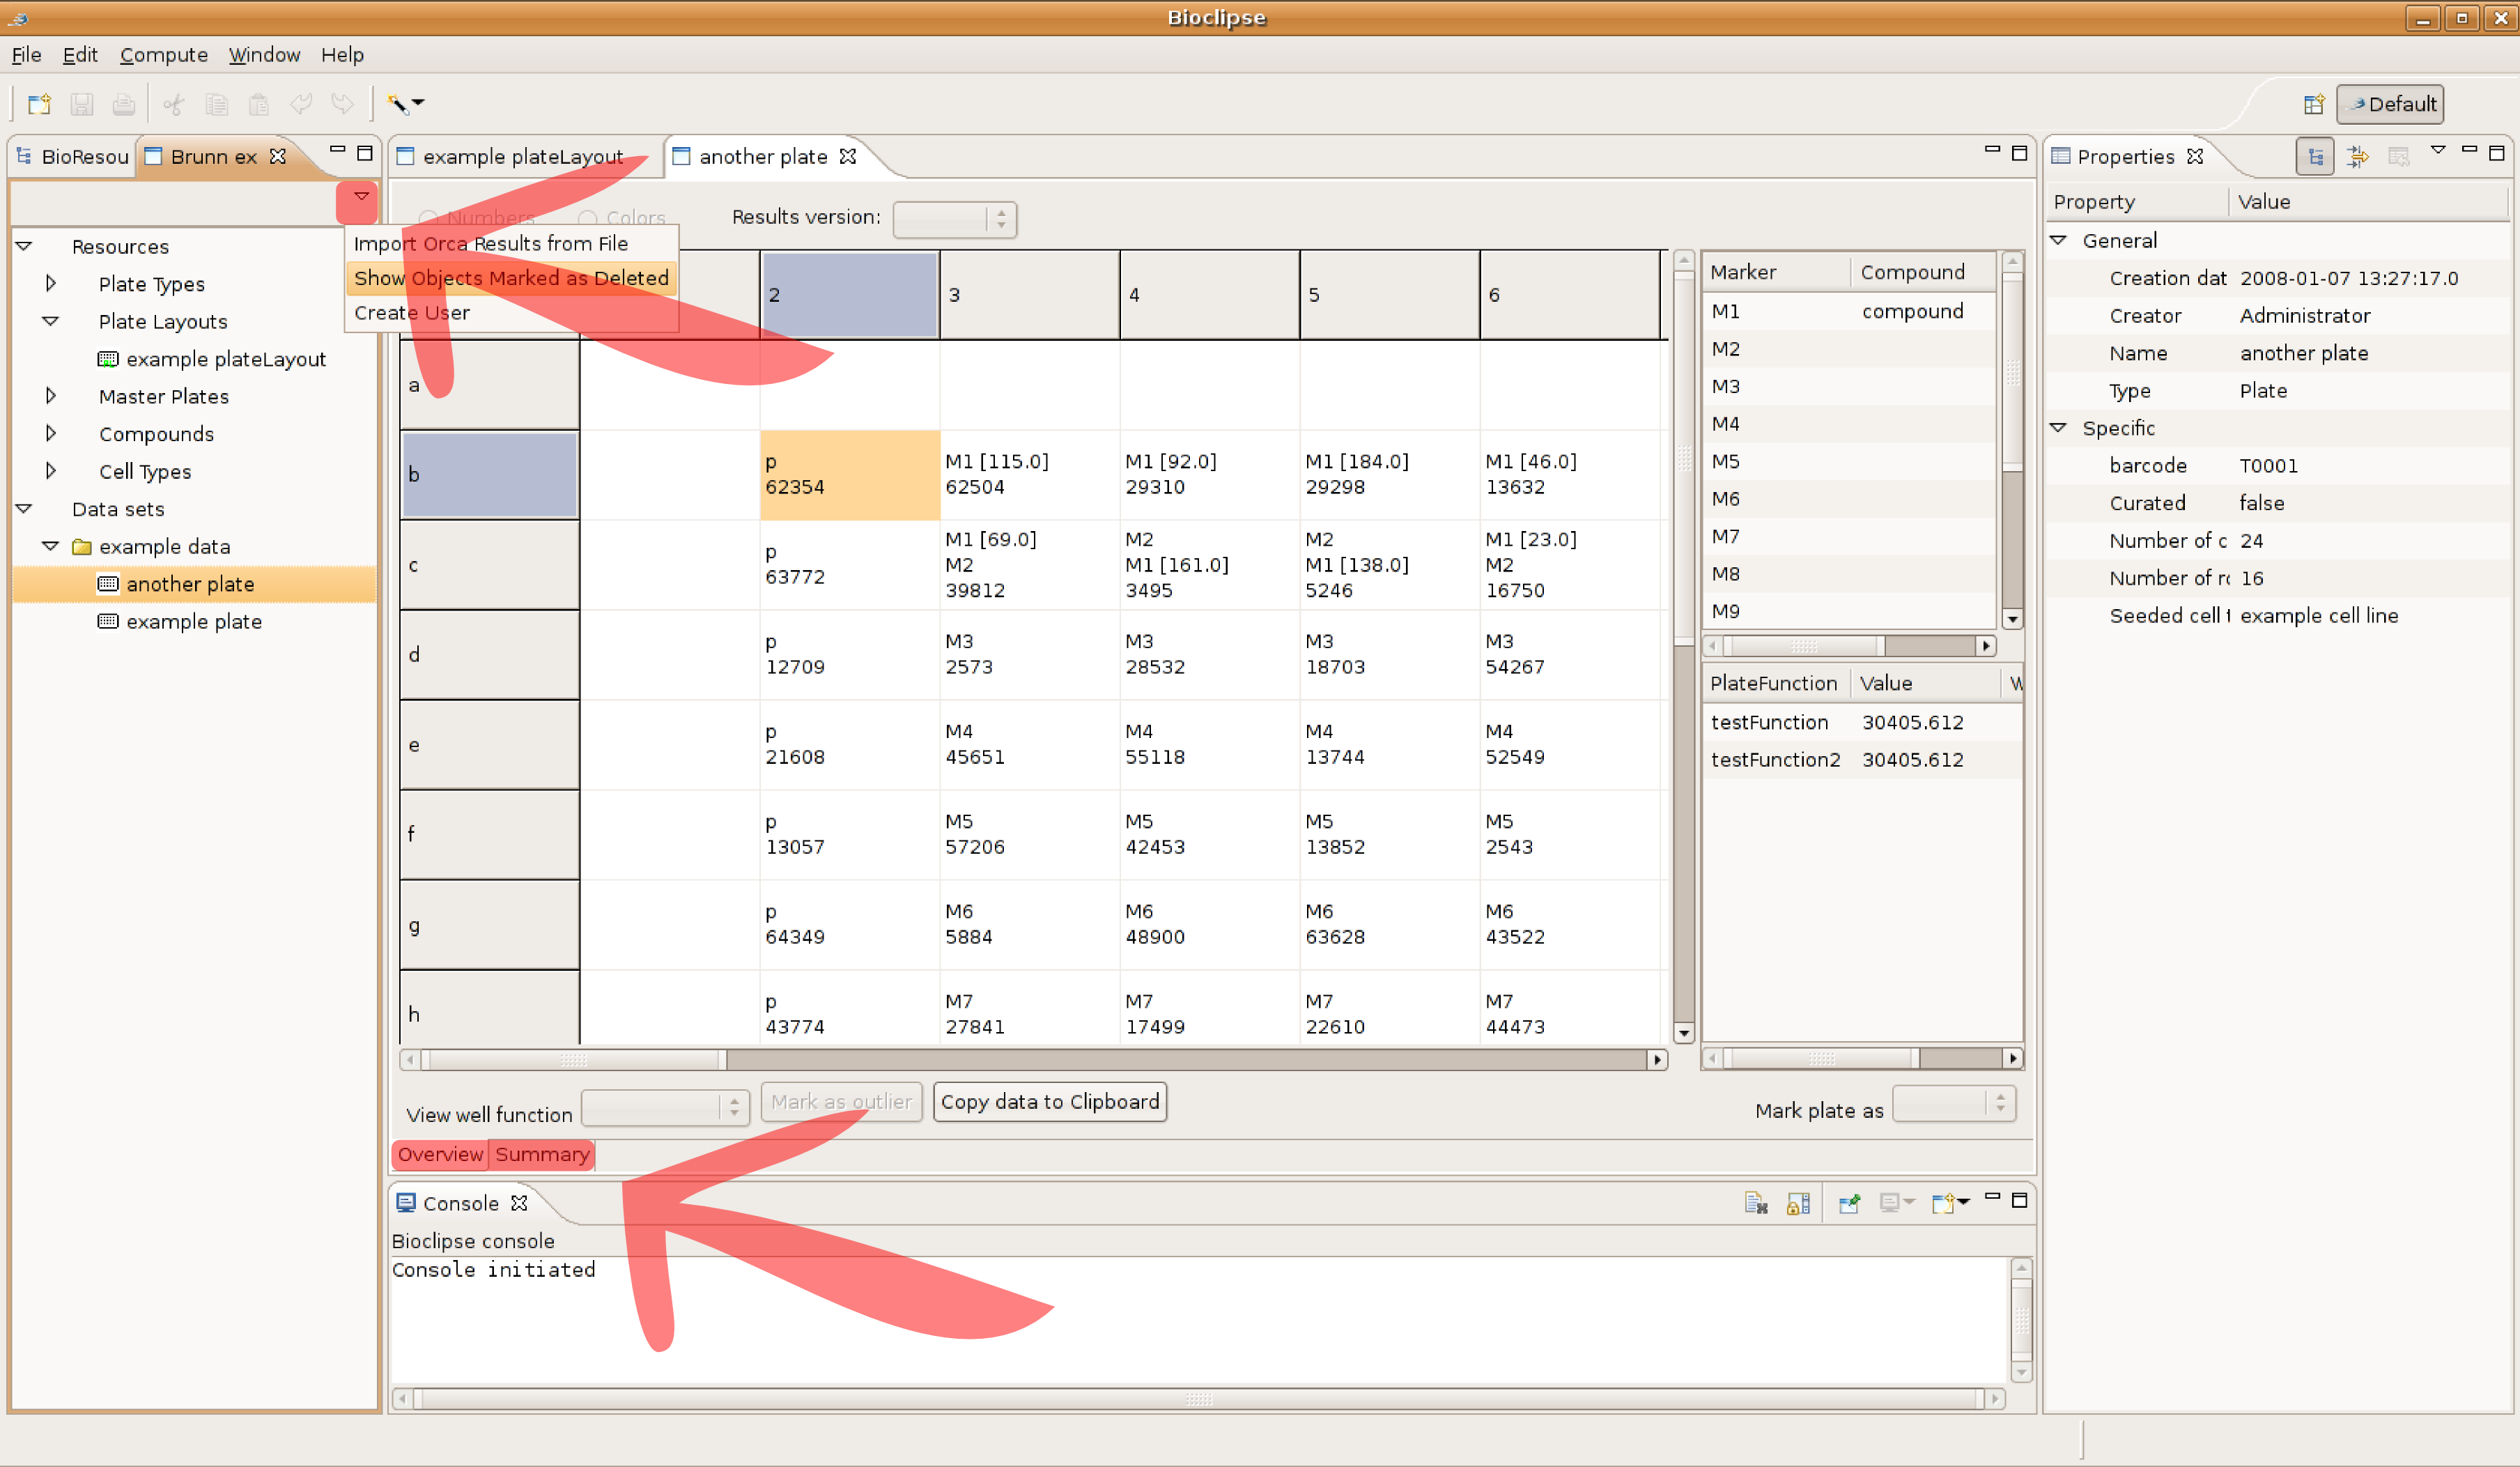 Bioclipse
File Edit Compute Window Help
Default
BioResou
Brunn ex
example plateLayout
another plate
Properties
Numbers Colors Results version:
Import Orca Results from File
Show Objects Marked as Deleted
Create User
Resources
Plate Types
Plate Layouts
example plateLayout
Master Plates
Compounds
Cell Types
Data sets
example data
another plate
example plate
2 3 4 5 6
a
b
p M1 [115.0] M1 [92.0] M1 [184.0] M1 [46.0]
62354 62504 29310 29298 13632
c
p
63772
M1 [69.0]
M2
39812
M2
M1 [161.0]
3495
M2
M1 [138.0]
5246
M1 [23.0]
M2
16750
d
p M3 M3 M3 M3
12709 2573 28532 18703 54267
e
p M4 M4 M4 M4
21608 45651 55118 13744 52549
f
p M5 M5 M5 M5
13057 57206 42453 13852 2543
g
p M6 M6 M6 M6
64349 5884 48900 63628 43522
h
p M7 M7 M7 M7
43774 27841 17499 22610 44473
Marker Compound
M1 compound
M2
M3
M4
M5
M6
M7
M8
M9
PlateFunction Value W
testFunction 30405.612
testFunction2 30405.612
View well function Mark as outlier Copy data to Clipboard Mark plate as
Overview Summary
Console
Bioclipse console
Console initiated
Property Value
General
Creation dat 2008-01-07 13:27:17.0
Creator Administrator
Name another plate
Type Plate
Specific
barcode T0001
Curated false
Number of c 24
Number of ro 16
Seeded cell t example cell line